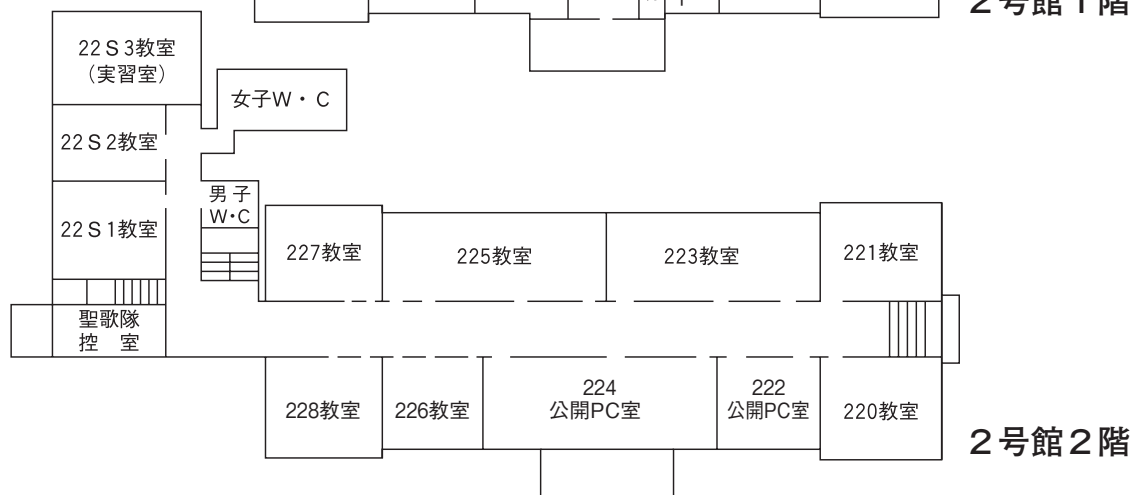 2号館1階
22S3教室
(実習室)
女子W・C
22S2教室
男子
W・C
22S1教室
227教室
225教室
223教室
221教室
聖歌隊
控 室
228教室
226教室
224
公開PC室
222
公開PC室
220教室
2号館2階